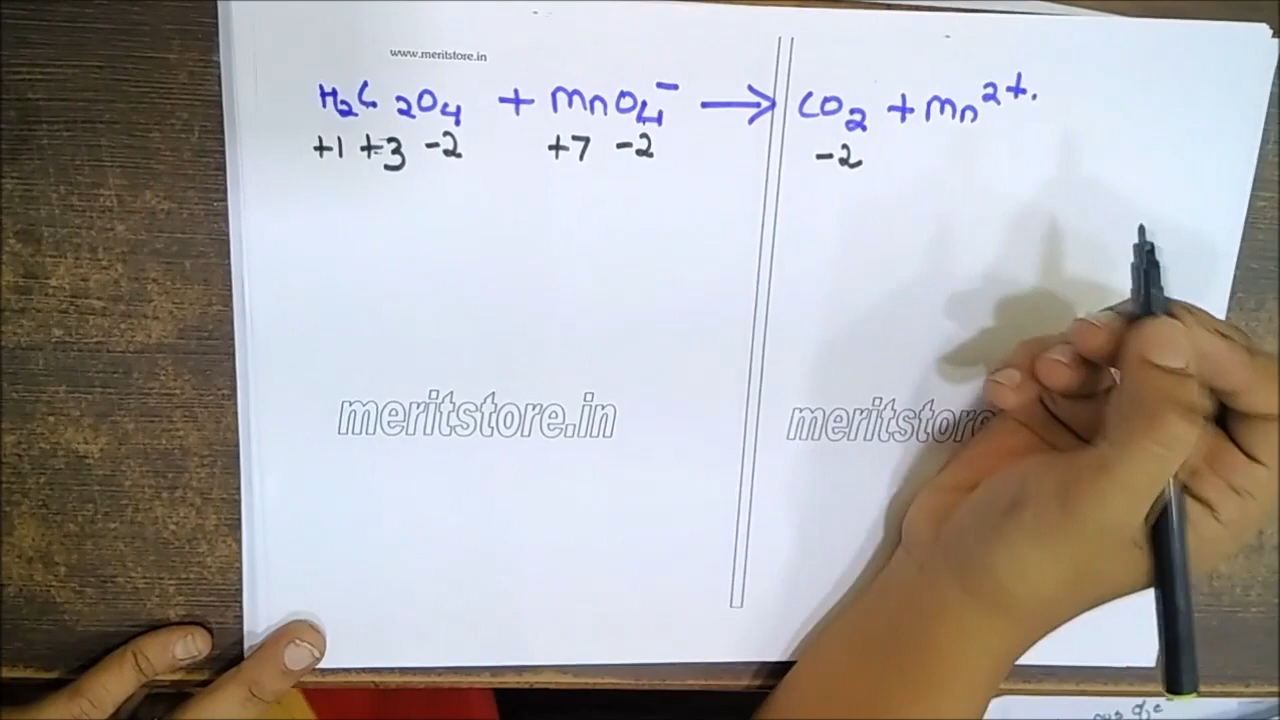 www.meritstore.in
H₂C₂O₄ + MnO₄⁻ → CO₂ + Mn²⁺.
+1 +3 -2 +7 -2 -2
meritstore.in meritstore